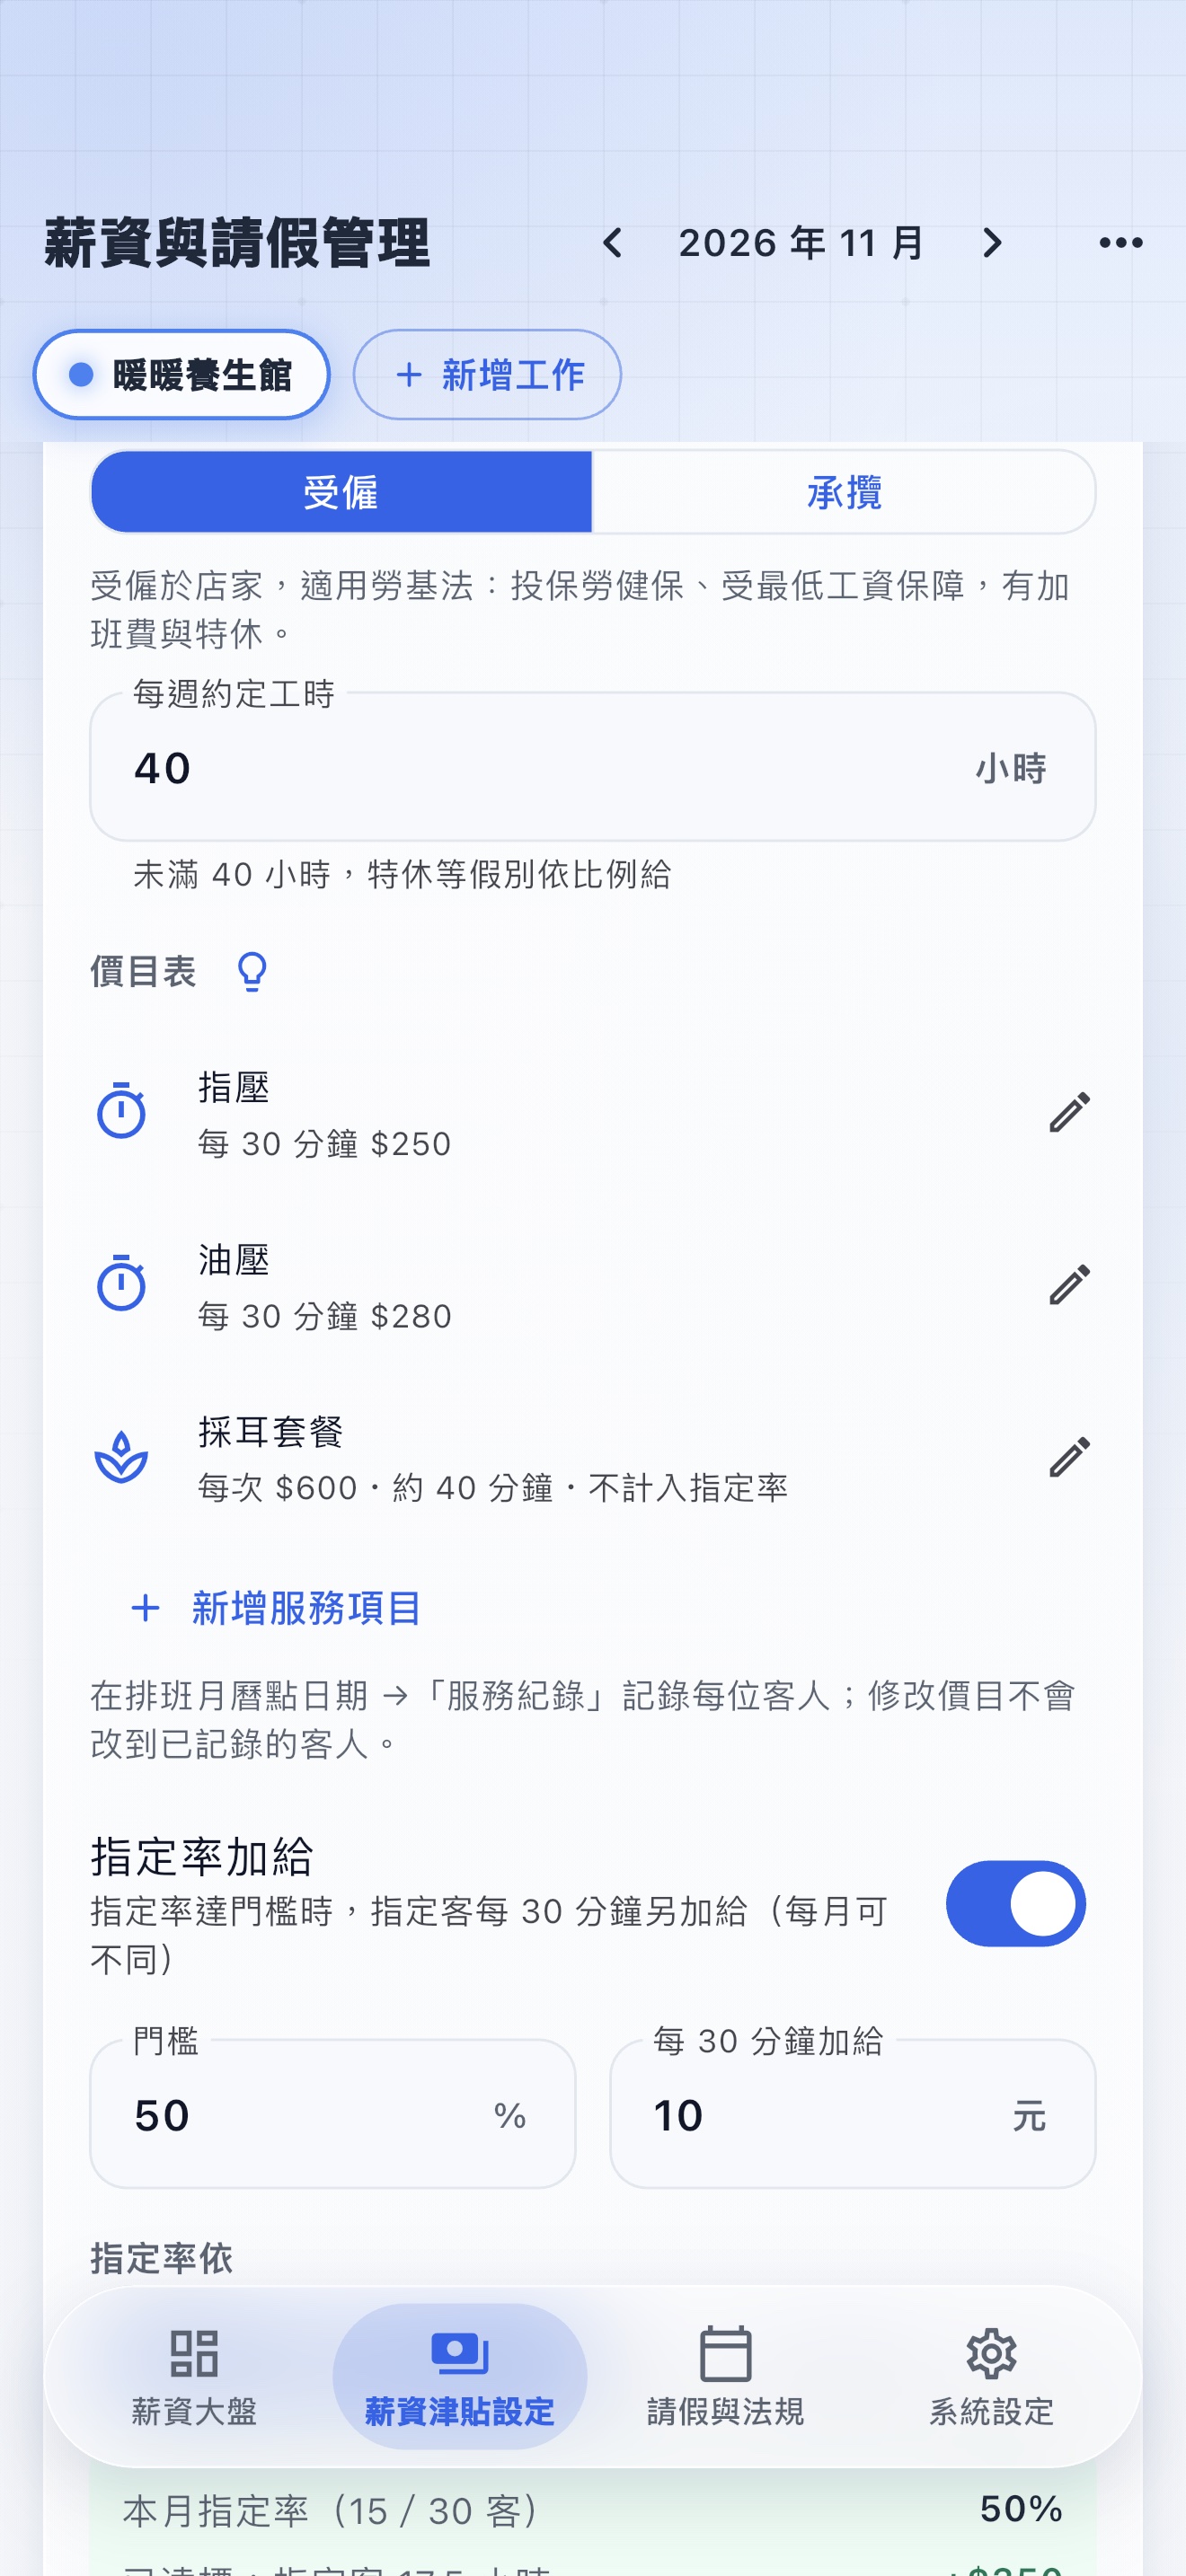 薪資與請假管理
2026 年 11 月
暖暖養生館
+ 新增工作
受僱
承攬
受僱於店家，適用勞基法：投保勞健保、受最低工資保障，有加
班費與特休。
每週約定工時
40 小時
未滿 40 小時，特休等假別依比例給
價目表
指壓
每 30 分鐘 $250
油壓
每 30 分鐘 $280
採耳套餐
每次 $600・約 40 分鐘・不計入指定率
+ 新增服務項目
在排班月曆點日期 →「服務紀錄」記錄每位客人；修改價目不會
改到已記錄的客人。
指定率加給
指定率達門檻時，指定客每 30 分鐘另加給（每月可
不同）
門檻
50 %
每 30 分鐘加給
10 元
指定率依
薪資大盤
薪資津貼設定
請假與法規
系統設定
本月指定率（15 / 30 客） 50%